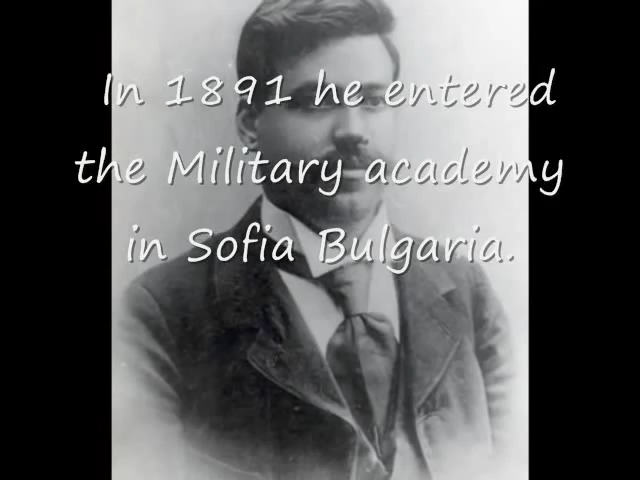 In 1891 he entered
the Military academy
in Sofia Bulgaria.